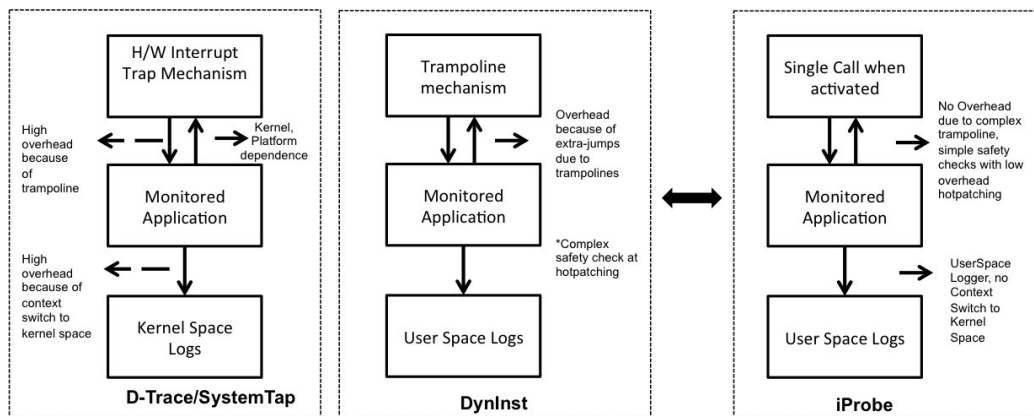 H/W Interrupt
Trap Mechanism
High
overhead
because
of
trampoline
Kernel,
Platform
dependence
Monitored
Application
High
overhead
because of
context
switch to
kernel space
Kernel Space
Logs
D-Trace/SystemTap
Trampoline
mechanism
Overhead
because of
extra-jumps
due to
trampolines
Monitored
Application
*Complex
safety check at
hotpatching
User Space Logs
DynInst
Single Call when
activated
No Overhead
due to complex
trampoline,
simple safety
checks with low
overhead
hotpatching
Monitored
Application
UserSpace
Logger, no
Context
Switch to
Kernel
Space
User Space Logs
iProbe